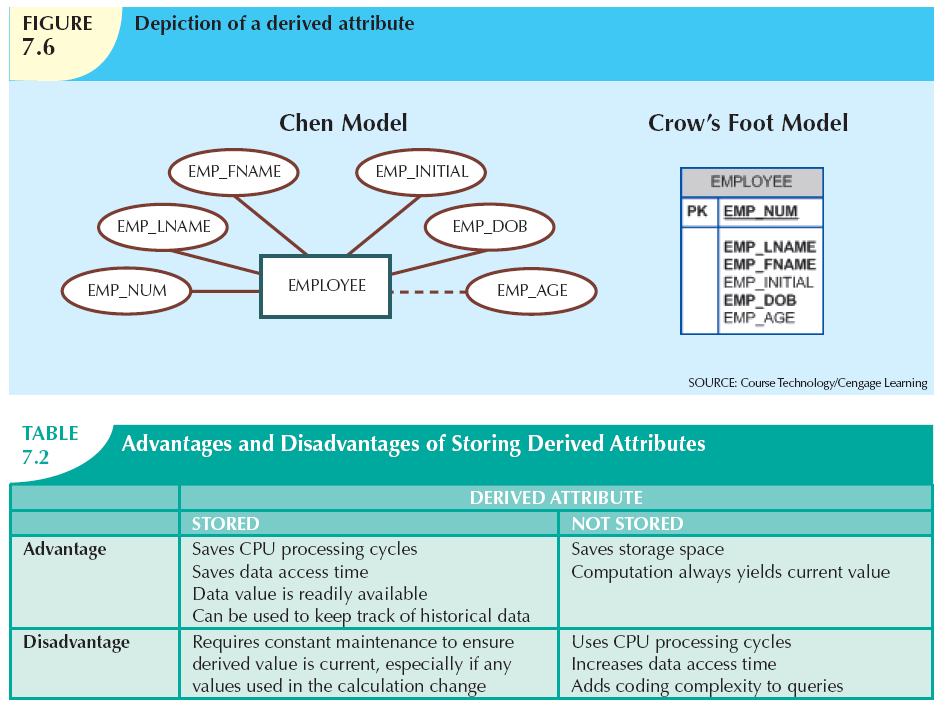 FIGURE
7.6
Depiction of a derived attribute
Chen Model
Crow's Foot Model
EMP_FNAME
EMP_INITIAL
EMP_LNAME
EMP_DOB
EMP_NUM
EMPLOYEE
EMP_AGE
EMPLOYEE
PK EMP_NUM
EMP_LNAME
EMP_FNAME
EMP_INITIAL
EMP_DOB
EMP_AGE
SOURCE: Course Technology/Cengage Learning
TABLE
7.2
Advantages and Disadvantages of Storing Derived Attributes
DERIVED ATTRIBUTE
STORED
NOT STORED
Advantage
Saves CPU processing cycles
Saves data access time
Data value is readily available
Can be used to keep track of historical data
Saves storage space
Computation always yields current value
Disadvantage
Requires constant maintenance to ensure
derived value is current, especially if any
values used in the calculation change
Uses CPU processing cycles
Increases data access time
Adds coding complexity to queries